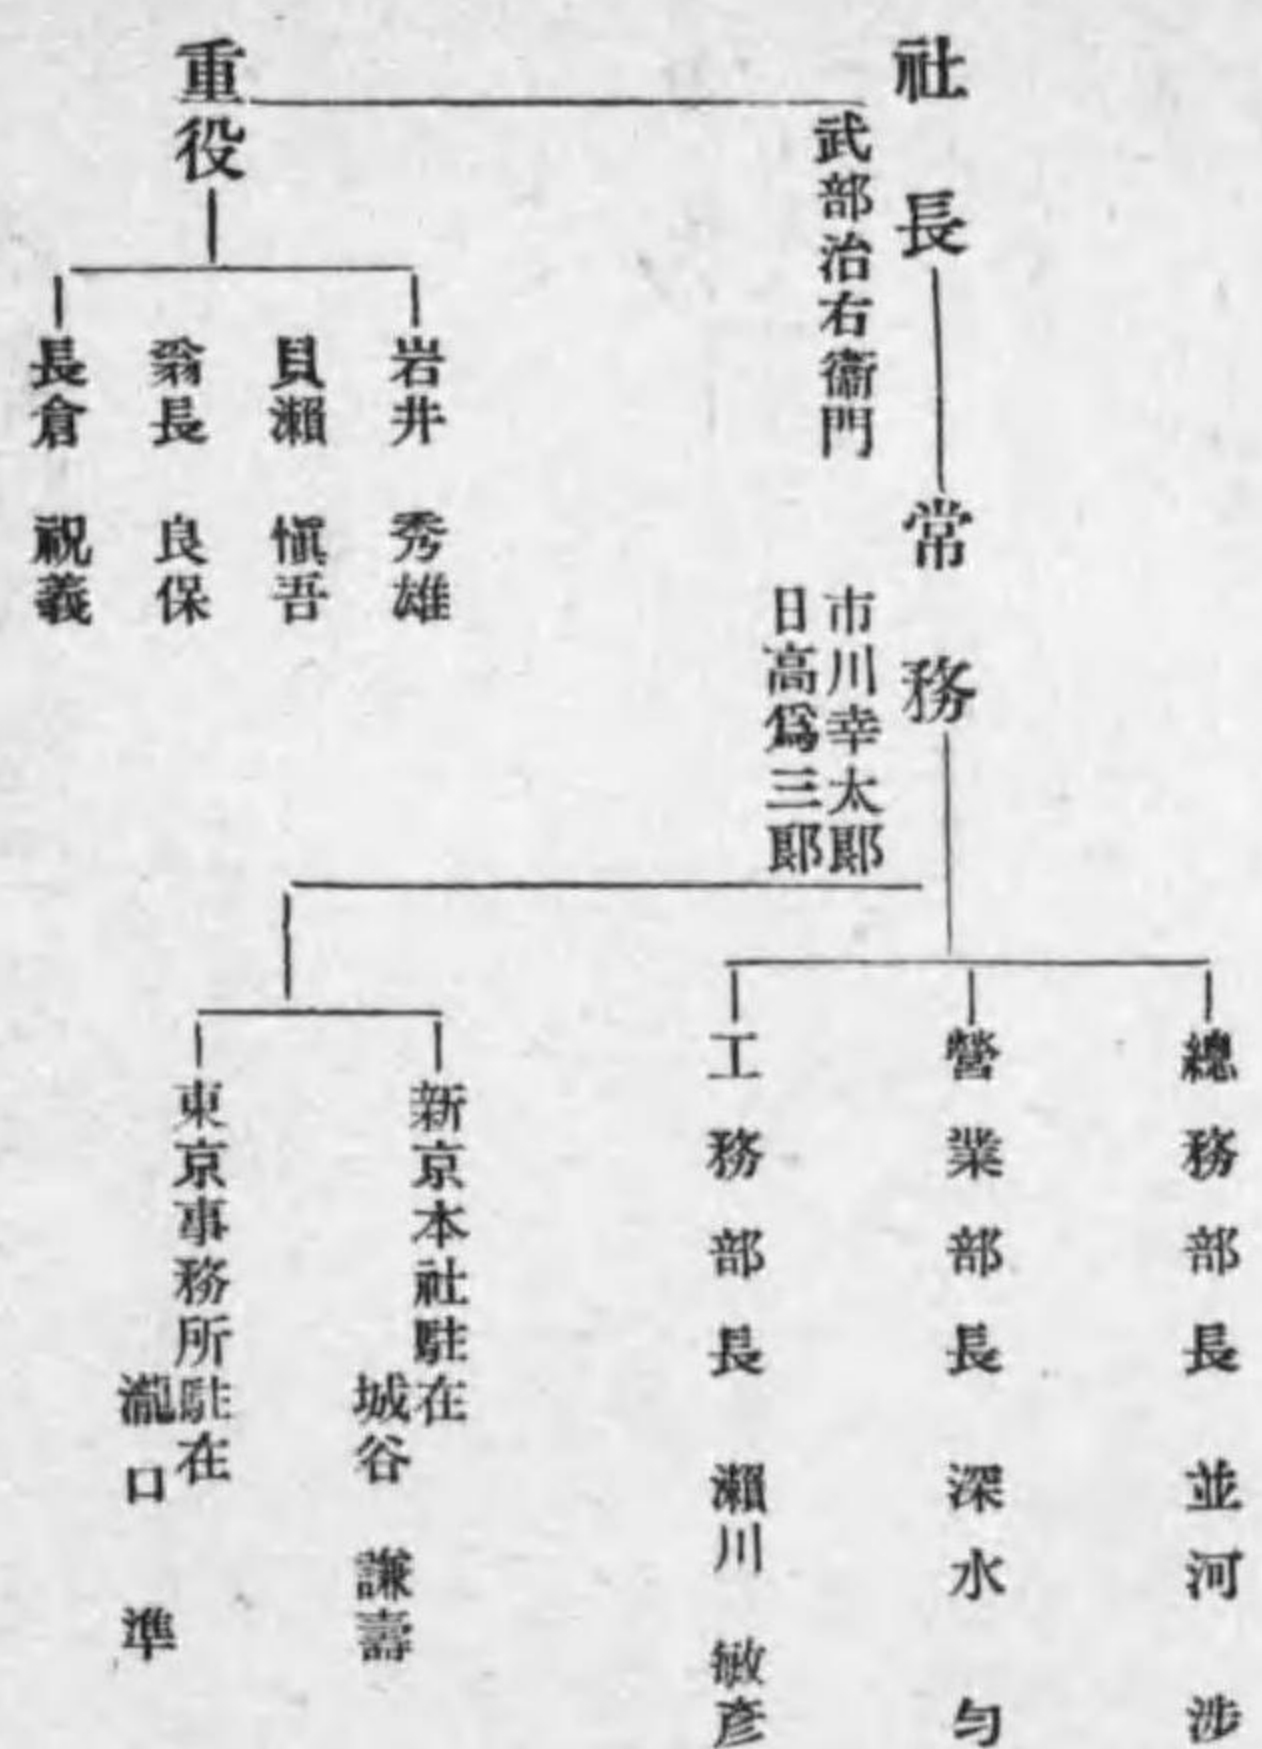 社長
武部治右衞門
常務
市川幸太郎
日高爲三郎
總務部長 並河 渉
營業部長 深水 匀
工務部長 瀨川 敏彦
新京本社駐在
城谷 謙壽
東京事務所駐在
瀧口 準
重役
岩井 秀雄
貝瀨 愼吾
翁長 良保
長倉 祝義